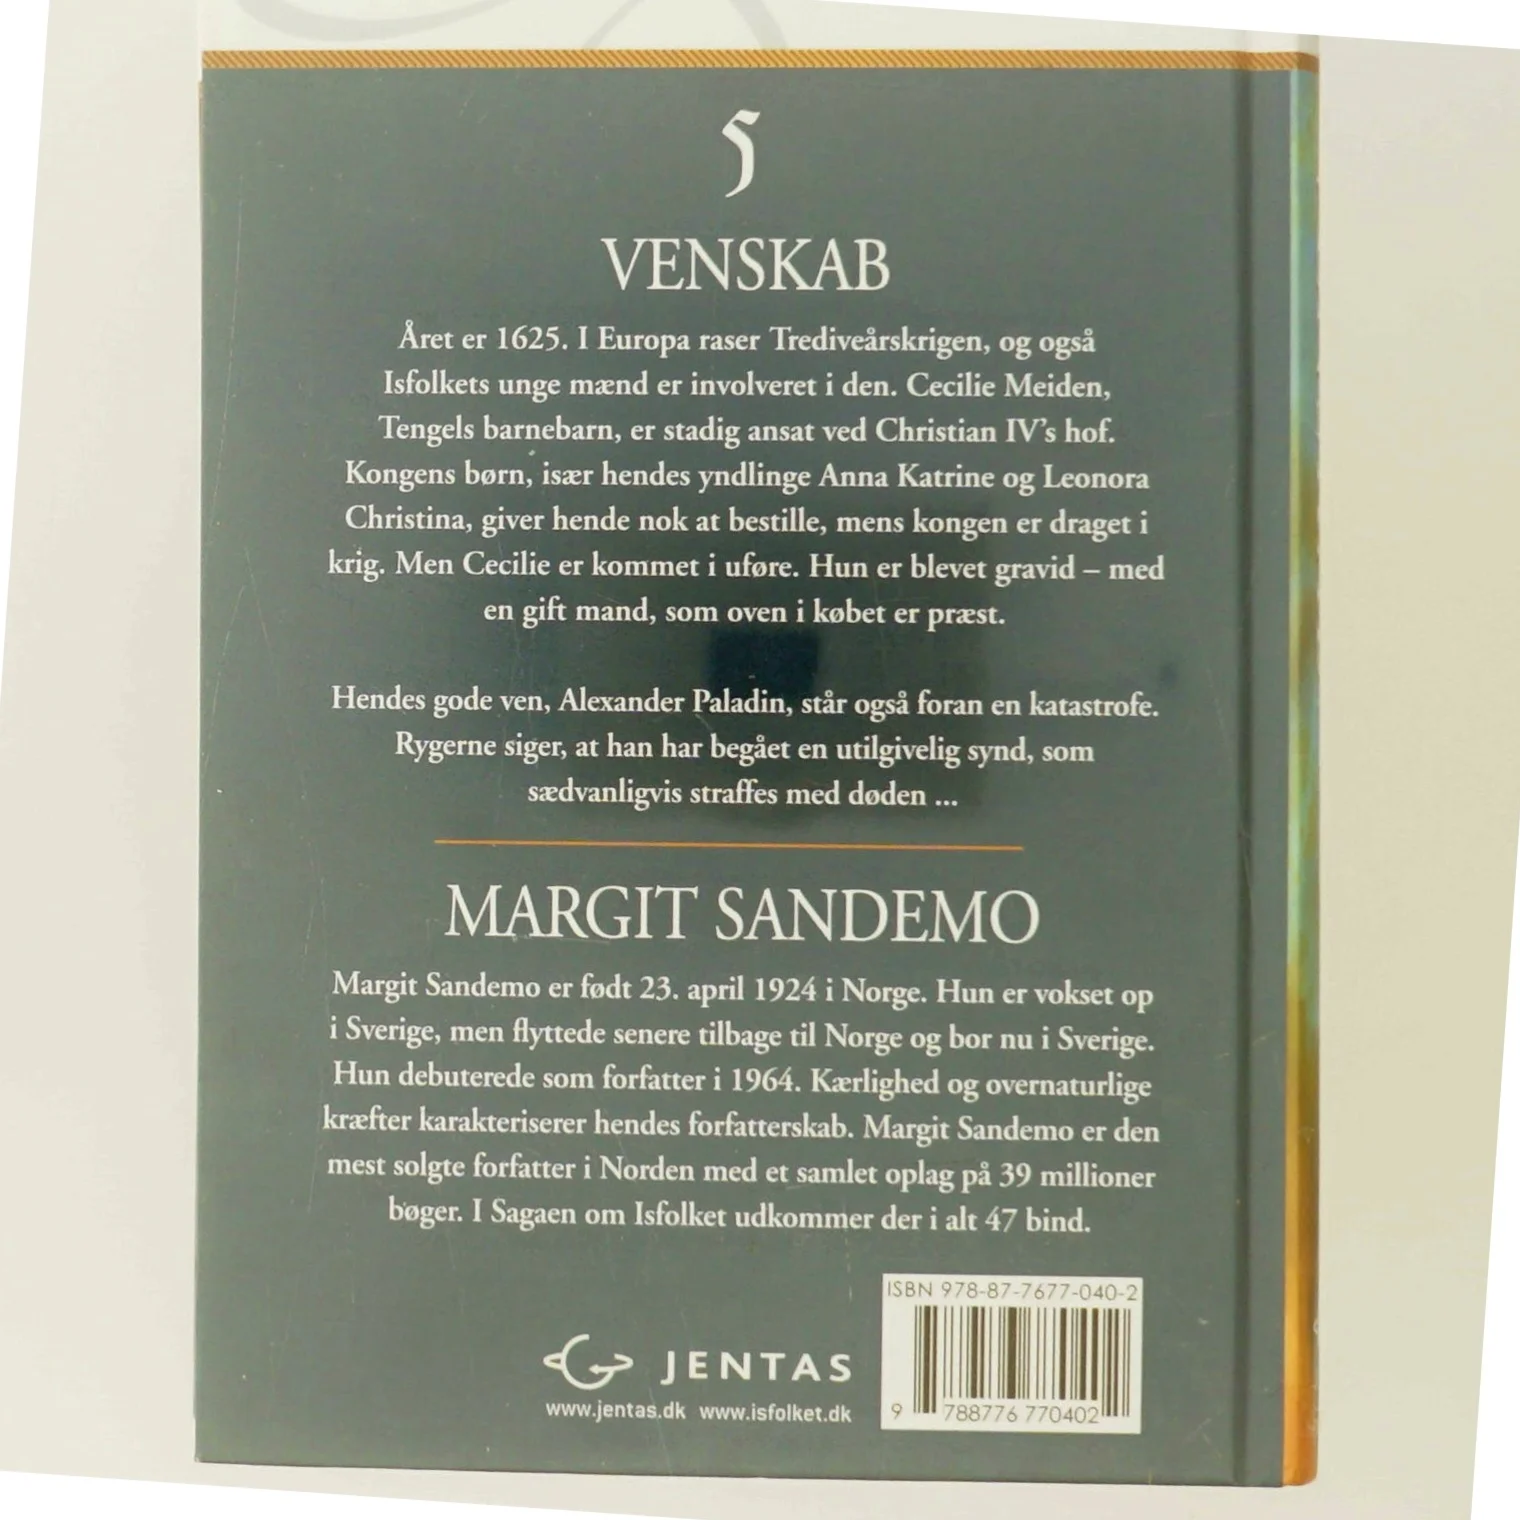 5
VENSKAB
Året er 1625. I Europa raser Trediveårskrigen, og også
Isfolkets unge mænd er involveret i den. Cecilie Meiden,
Tengels barnebarn, er stadig ansat ved Christian IV's hof.
Kongens børn, især hendes yndlinge Anna Katrine og Leonora
Christina, giver hende nok at bestille, mens kongen er draget i
krig. Men Cecilie er kommet i uføre. Hun er blevet gravid – med
en gift mand, som oven i købet er præst.
Hendes gode ven, Alexander Paladin, står også foran en katastrofe.
Rygerne siger, at han har begået en utilgivelig synd, som
sædvanligvis straffes med døden ...
MARGIT SANDEMO
Margit Sandemo er født 23. april 1924 i Norge. Hun er vokset op
i Sverige, men flyttede senere tilbage til Norge og bor nu i Sverige.
Hun debuterede som forfatter i 1964. Kærlighed og overnaturlige
kræfter karakteriserer hendes forfatterskab. Margit Sandemo er den
mest solgte forfatter i Norden med et samlet oplag på 39 millioner
bøger. I Sagaen om Isfolket udkommer der i alt 47 bind.
ISBN 978-87-7677-040-2
JENTAS
www.jentas.dk www.isfolket.dk
9 788776 770402